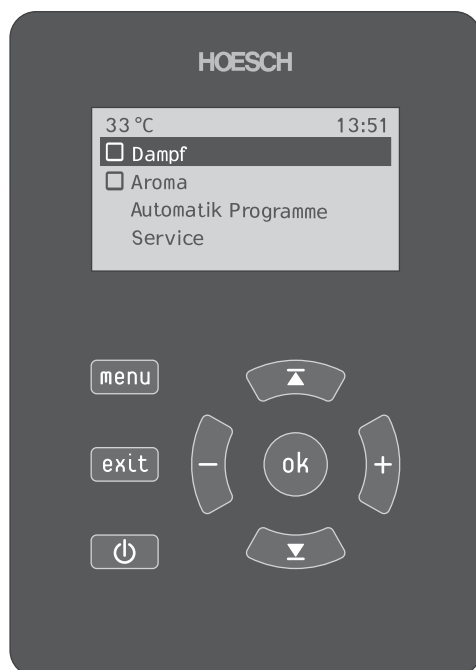 HOESCH
33 °C 13:51
Dampf
Aroma
Automatik Programme
Service
menu
exit
ok